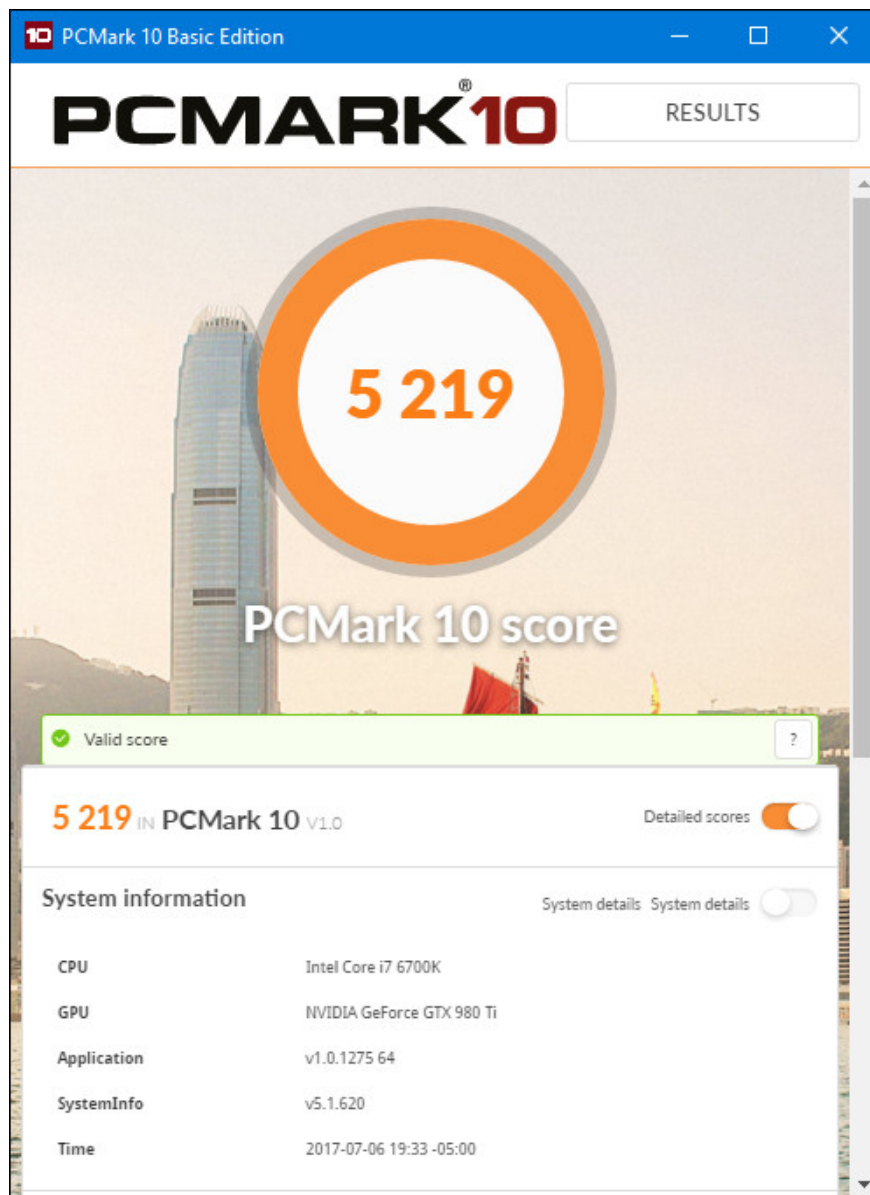 10 PCMark 10 Basic Edition
PCMARK®10
RESULTS
5 219
PCMark 10 score
Valid score ?
5 219 IN PCMark 10 V1.0 Detailed scores
System information System details System details
CPU Intel Core i7 6700K
GPU NVIDIA GeForce GTX 980 Ti
Application v1.0.1275 64
SystemInfo v5.1.620
Time 2017-07-06 19:33 -05:00